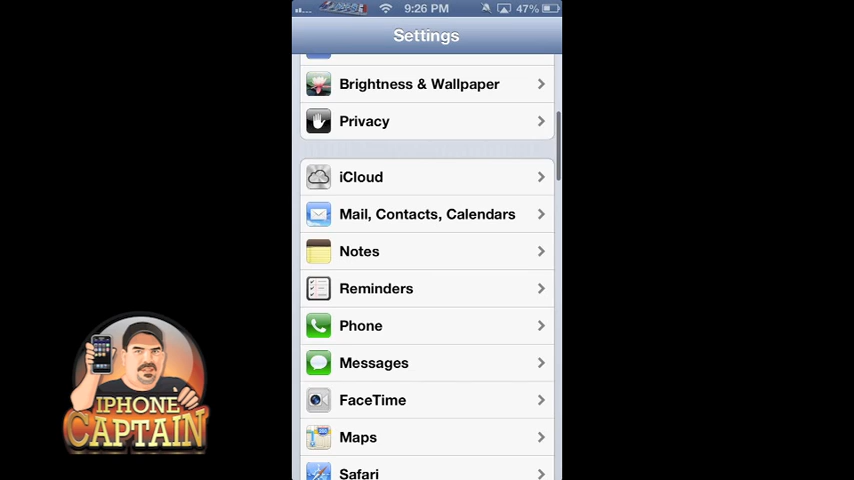 9:26 PM
47%
Settings
Brightness & Wallpaper
Privacy
iCloud
Mail, Contacts, Calendars
Notes
Reminders
Phone
Messages
FaceTime
Maps
Safari
IPHONE
CAPTAIN